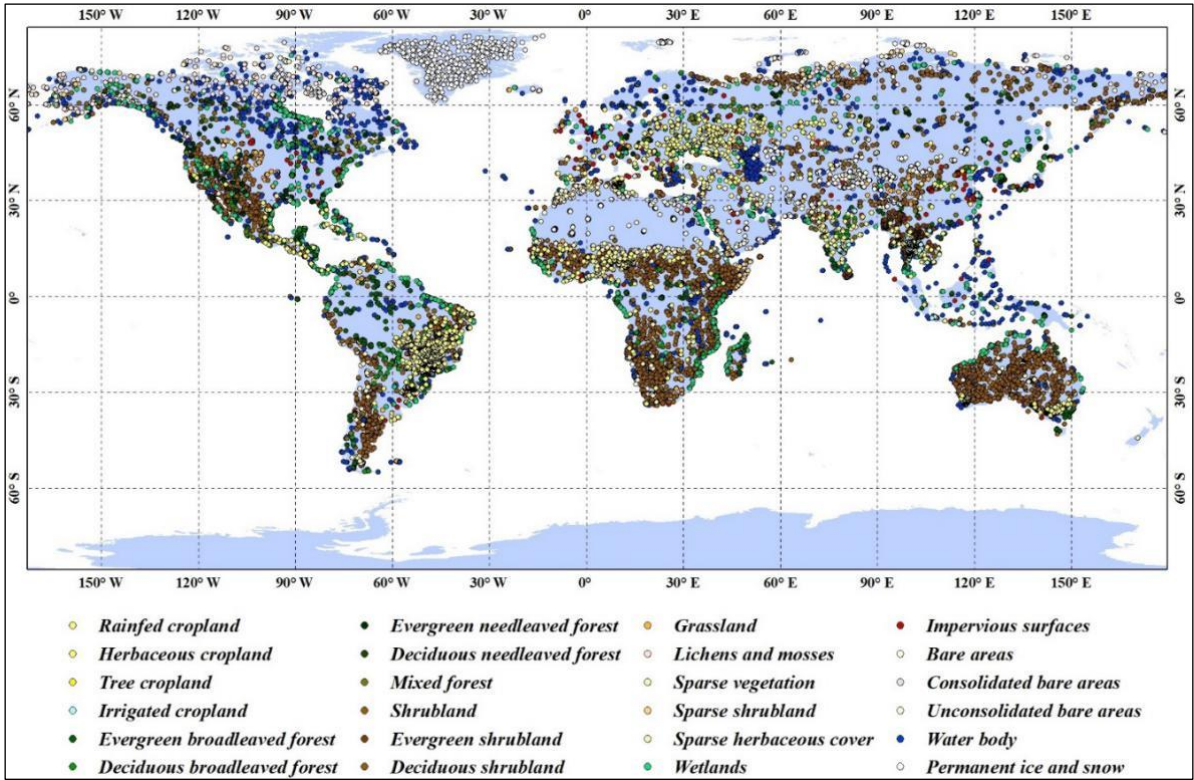 150° W 120° W 90° W 60° W 30° W 0° 30° E 60° E 90° E 120° E 150° E
60° N 60° N
30° N 30° N
0° 0°
30° S 30° S
60° S 60° S
150° W 120° W 90° W 60° W 30° W 0° 30° E 60° E 90° E 120° E 150° E
Rainfed cropland Evergreen needleaved forest Grassland Impervious surfaces
Herbaceous cropland Deciduous needleaved forest Lichens and mosses Bare areas
Tree cropland Mixed forest Sparse vegetation Consolidated bare areas
Irrigated cropland Shrubland Sparse shrubland Unconsolidated bare areas
Evergreen broadleaved forest Evergreen shrubland Sparse herbaceous cover Water body
Deciduous broadleaved forest Deciduous shrubland Wetlands Permanent ice and snow